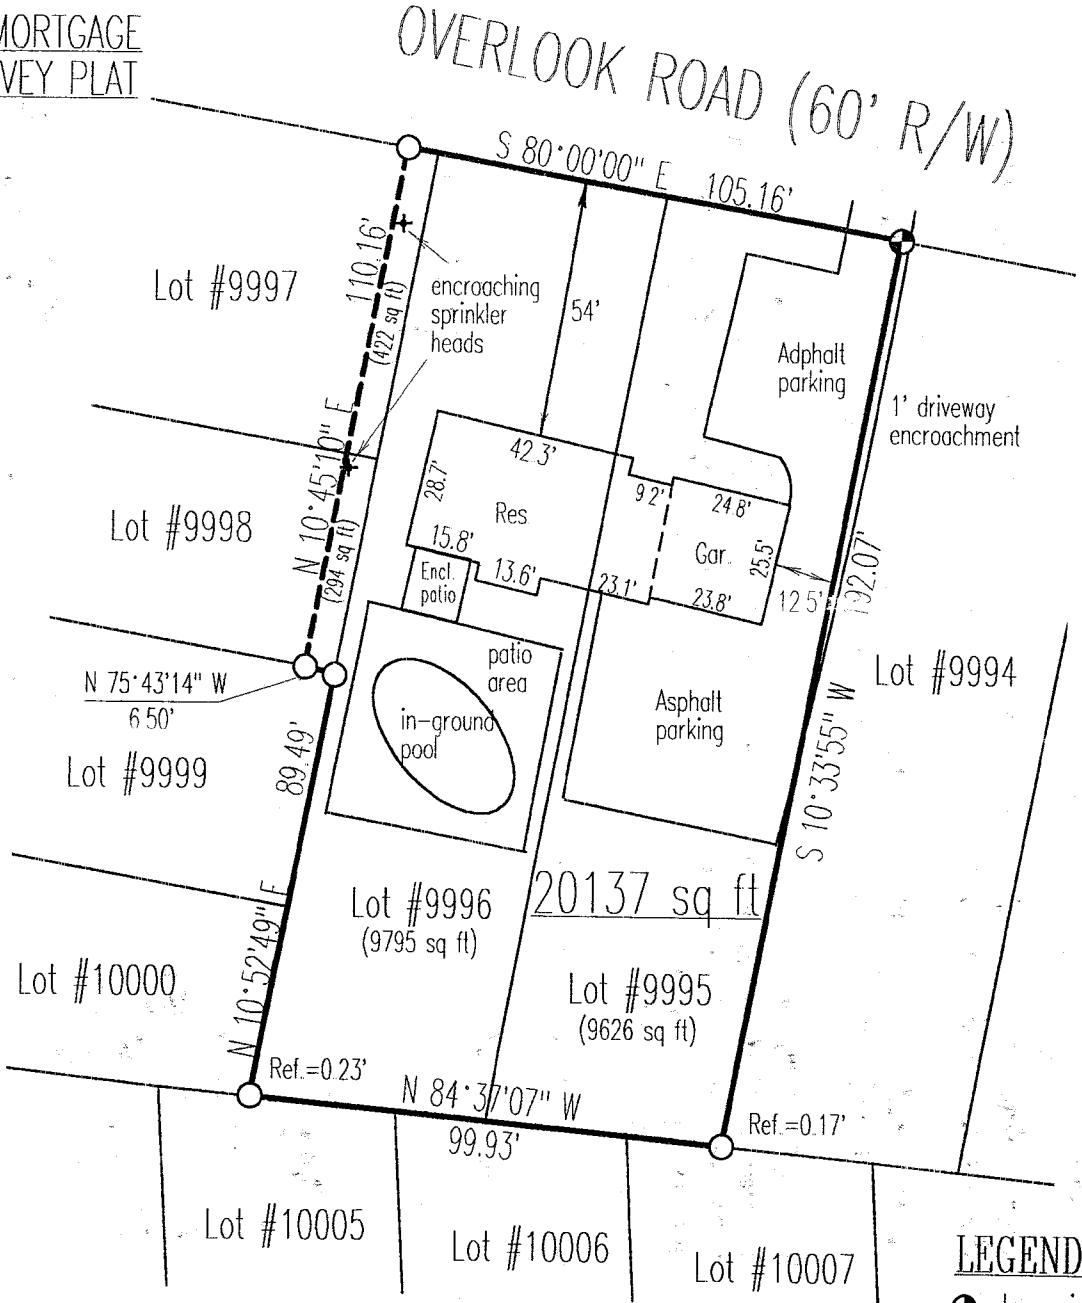 MORTGAGE
VEY PLAT
OVERLOOK ROAD (60' R/W)
S 80°00'00" E 105.16'
110.16'
(422 sq ft)
Lot #9997
encroaching
sprinkler
heads
54'
Adphalt
parking
1' driveway
encroachment
N 10°45'10" E
(294 sq ft)
42.3'
28.7'
9.2'
24.8'
Lot #9998
Res.
15.8'
Encl.
patio
13.6'
23.1'
Gar.
25.5'
23.8'
12.5'
192.07'
N 75°43'14" W
6.50'
patio
area
Lot #9994
in-ground
pool
Asphalt
parking
Lot #9999
89.49'
S 10°33'55" W
Lot #9996
(9795 sq ft)
20137 sq ft
Lot #10000
N 10°52'49" E
Lot #9995
(9626 sq ft)
Ref.=0.23'
N 84°37'07" W
99.93'
Ref.=0.17'
Lot #10005
Lot #10006
Lot #10007
LEGEND